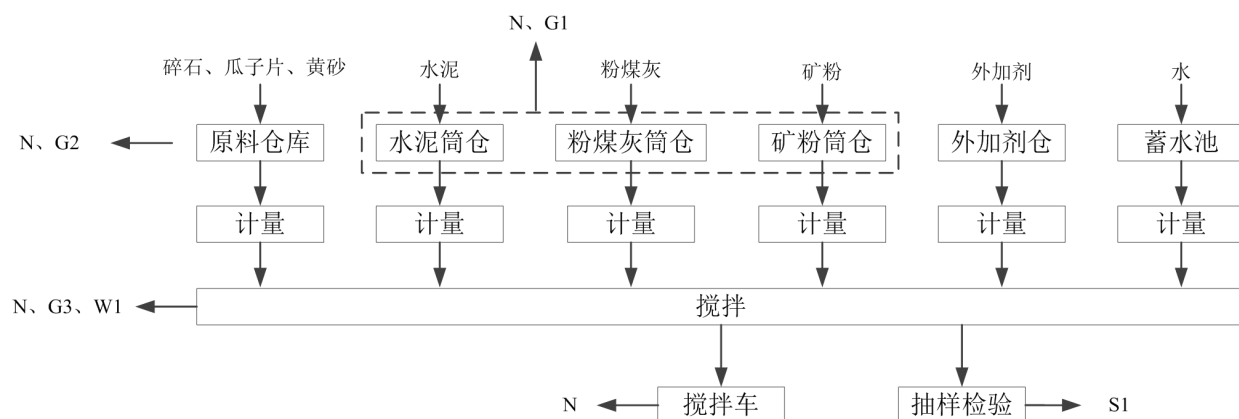 N、G1
碎石、瓜子片、黄砂
水泥
粉煤灰
矿粉
外加剂
水
N、G2
原料仓库
水泥筒仓
粉煤灰筒仓
矿粉筒仓
外加剂仓
蓄水池
计量
计量
计量
计量
计量
计量
N、G3、W1
搅拌
N
搅拌车
抽样检验
S1